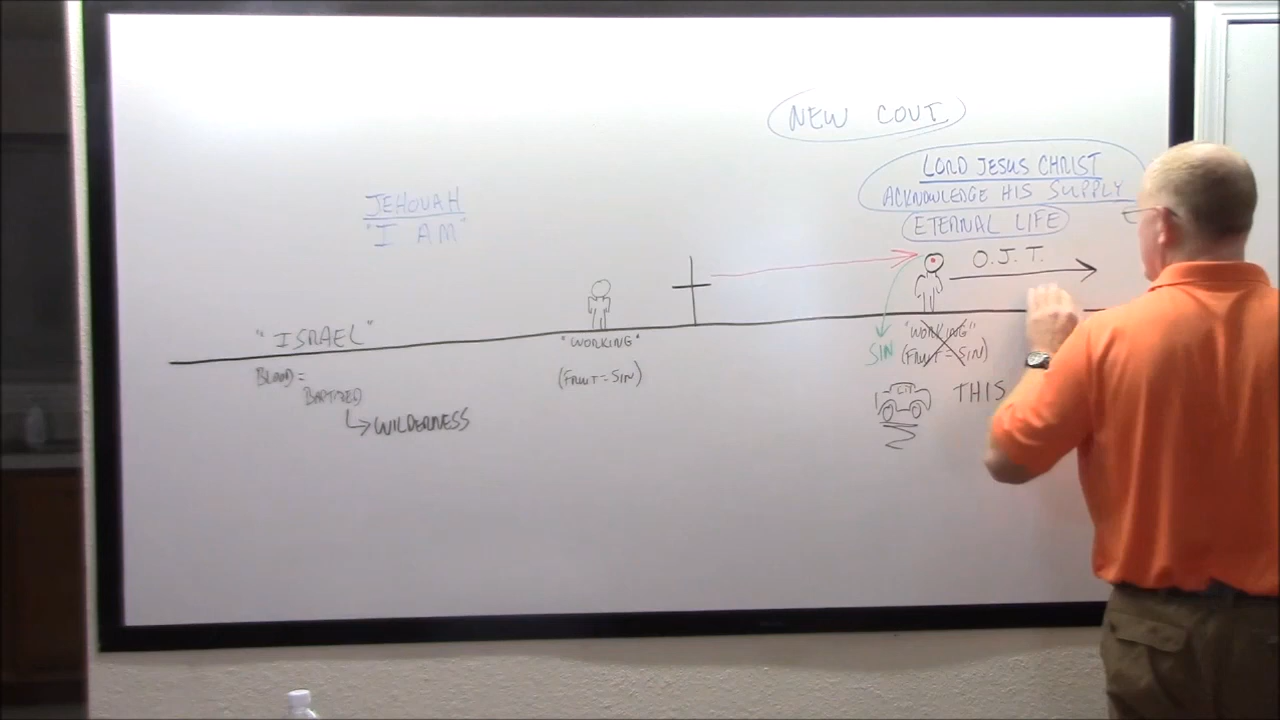 NEW COVT.
LORD JESUS CHRIST
ACKNOWLEDGE HIS SUPPLY
ETERNAL LIFE
JEHOVAH
"I AM"
O.J.T.
"ISRAEL"
BLOOD =
BAPTIZED
WILDERNESS
"WORKING"
(FRUIT = SIN)
SIN
"WORKING"
(FRUIT = SIN)
THIS